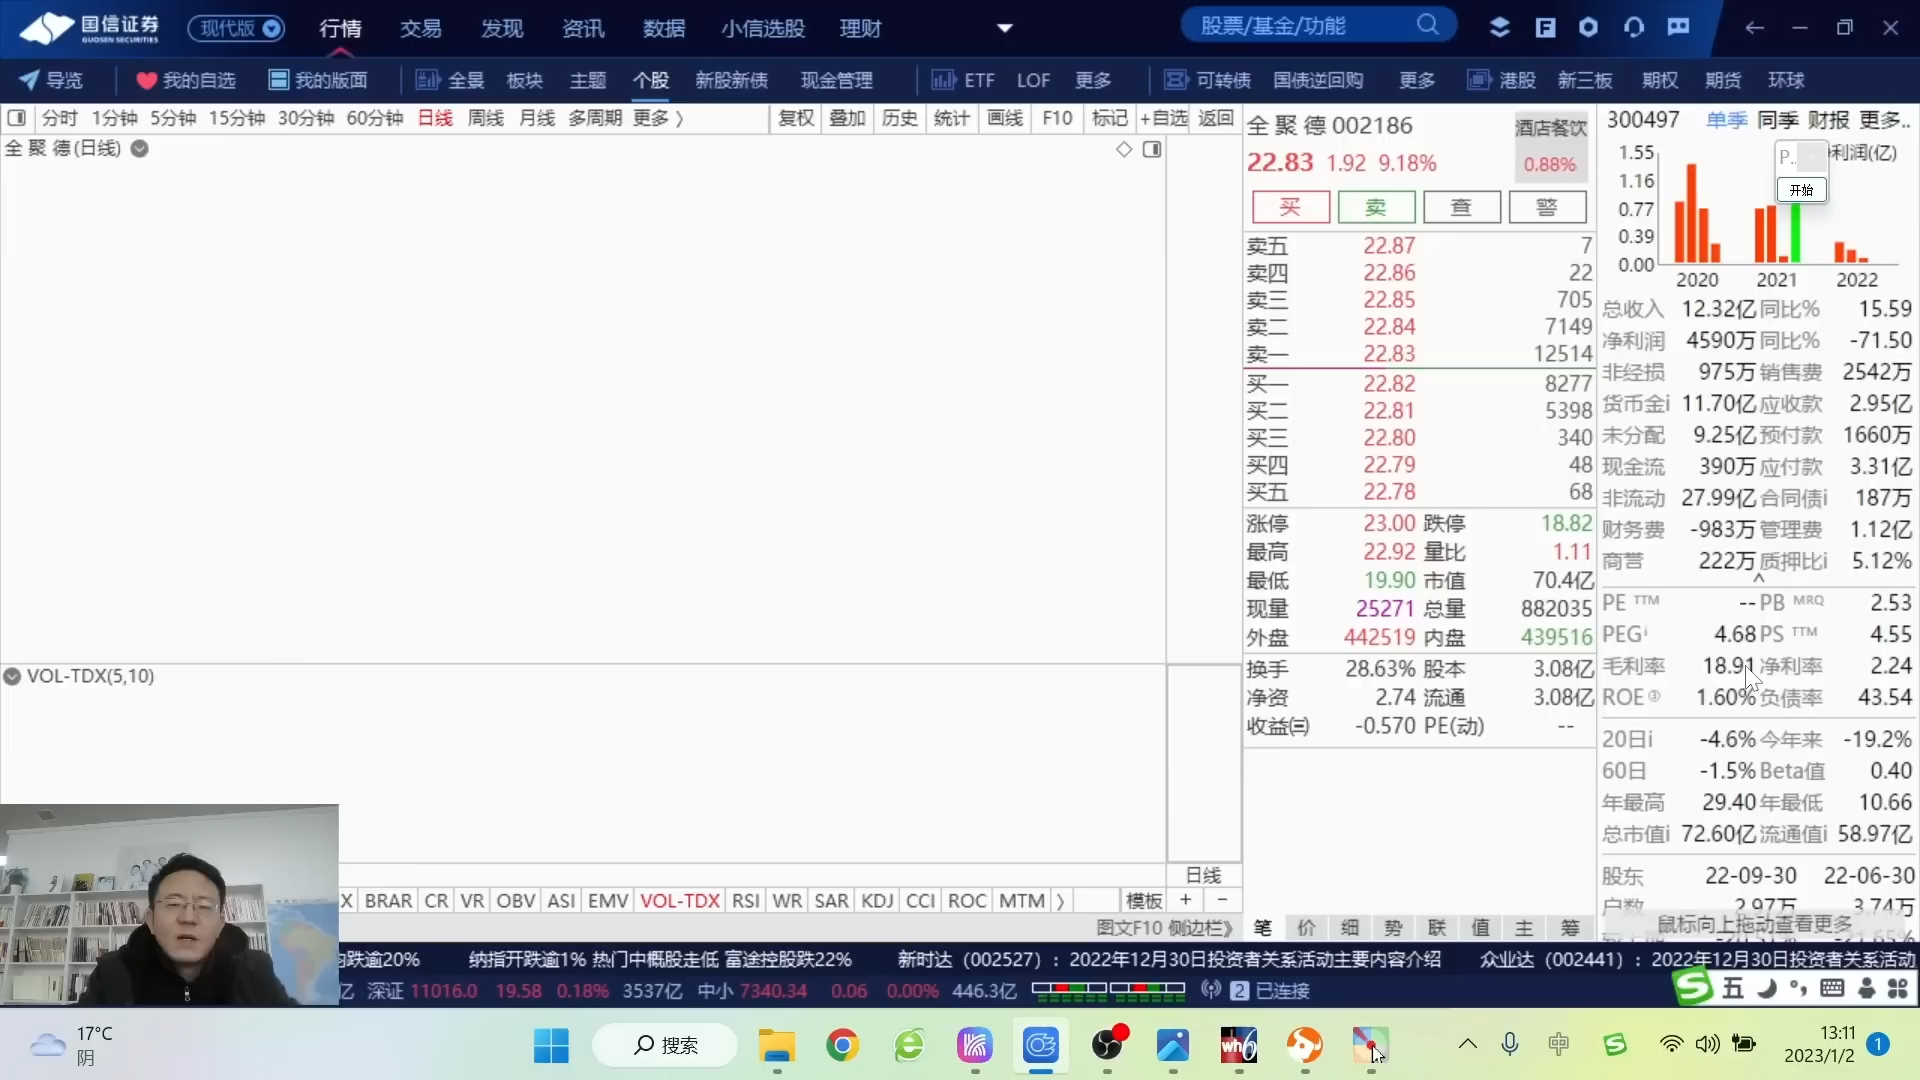 国信证券 GUOSEN SECURITIES 现代版 行情 交易 发现 资讯 数据 小信选股 理财 股票/基金/功能
导览 我的自选 我的版面 全景 板块 主题 个股 新股新债 现金管理 ETF LOF 更多 可转债 国债逆回购 更多 港股 新三板 期权 期货 环球
分时 1分钟 5分钟 15分钟 30分钟 60分钟 日线 周线 月线 多周期 更多 〉 复权 叠加 历史 统计 画线 F10 标记 +自选 返回
全聚德(日线)
VOL-TDX(5,10)
日线
X BRAR CR VR OBV ASI EMV VOL-TDX RSI WR SAR KDJ CCI ROC MTM 〉 模板 + −
图文F10 侧边栏》
全聚德 002186
酒店餐饮
22.83 1.92 9.18% 0.88%
买 卖 查 警
卖五 22.87 7
卖四 22.86 22
卖三 22.85 705
卖二 22.84 7149
卖一 22.83 12514
买一 22.82 8277
买二 22.81 5398
买三 22.80 340
买四 22.79 48
买五 22.78 68
涨停 23.00 跌停 18.82
最高 22.92 量比 1.11
最低 19.90 市值 70.4亿
现量 25271 总量 882035
外盘 442519 内盘 439516
换手 28.63% 股本 3.08亿
净资 2.74 流通 3.08亿
收益㈢ -0.570 PE(动) --
笔 价 细 势 联 值 主 筹
300497 单季 同季 财报 更多..
1.55 P.. 利润(亿)
1.16 开始
0.77
0.39
0.00
2020 2021 2022
总收入 12.32亿 同比% 15.59
净利润 4590万 同比% -71.50
非经损 975万 销售费 2542万
货币金i 11.70亿 应收款 2.95亿
未分配 9.25亿 预付款 1660万
现金流 390万 应付款 3.31亿
非流动 27.99亿 合同债i 187万
财务费 -983万 管理费 1.12亿
商誉 222万 质押比i 5.12%
PE TTM -- PB MRQ 2.53
PEGi 4.68 PS TTM 4.55
毛利率 18.91 净利率 2.24
ROE③ 1.60% 负债率 43.54
20日i -4.6% 今年来 -19.2%
60日 -1.5% Beta值 0.40
年最高 29.40 年最低 10.66
总市值i 72.60亿 流通值i 58.97亿
股东 22-09-30 22-06-30
户数 2.97万 3.74万
鼠标向上拖动查看更多
跌逾20% 纳指开跌逾1% 热门中概股走低 富途控股跌22% 新时达（002527）：2022年12月30日投资者关系活动主要内容介绍 众业达（002441）：2022年12月30日投资者关系活动
亿 深证 11016.0 19.58 0.18% 3537亿 中小 7340.34 0.06 0.00% 446.3亿 2 已连接
五
17°C
阴
搜索
wh6
中
13:11
2023/1/2
1